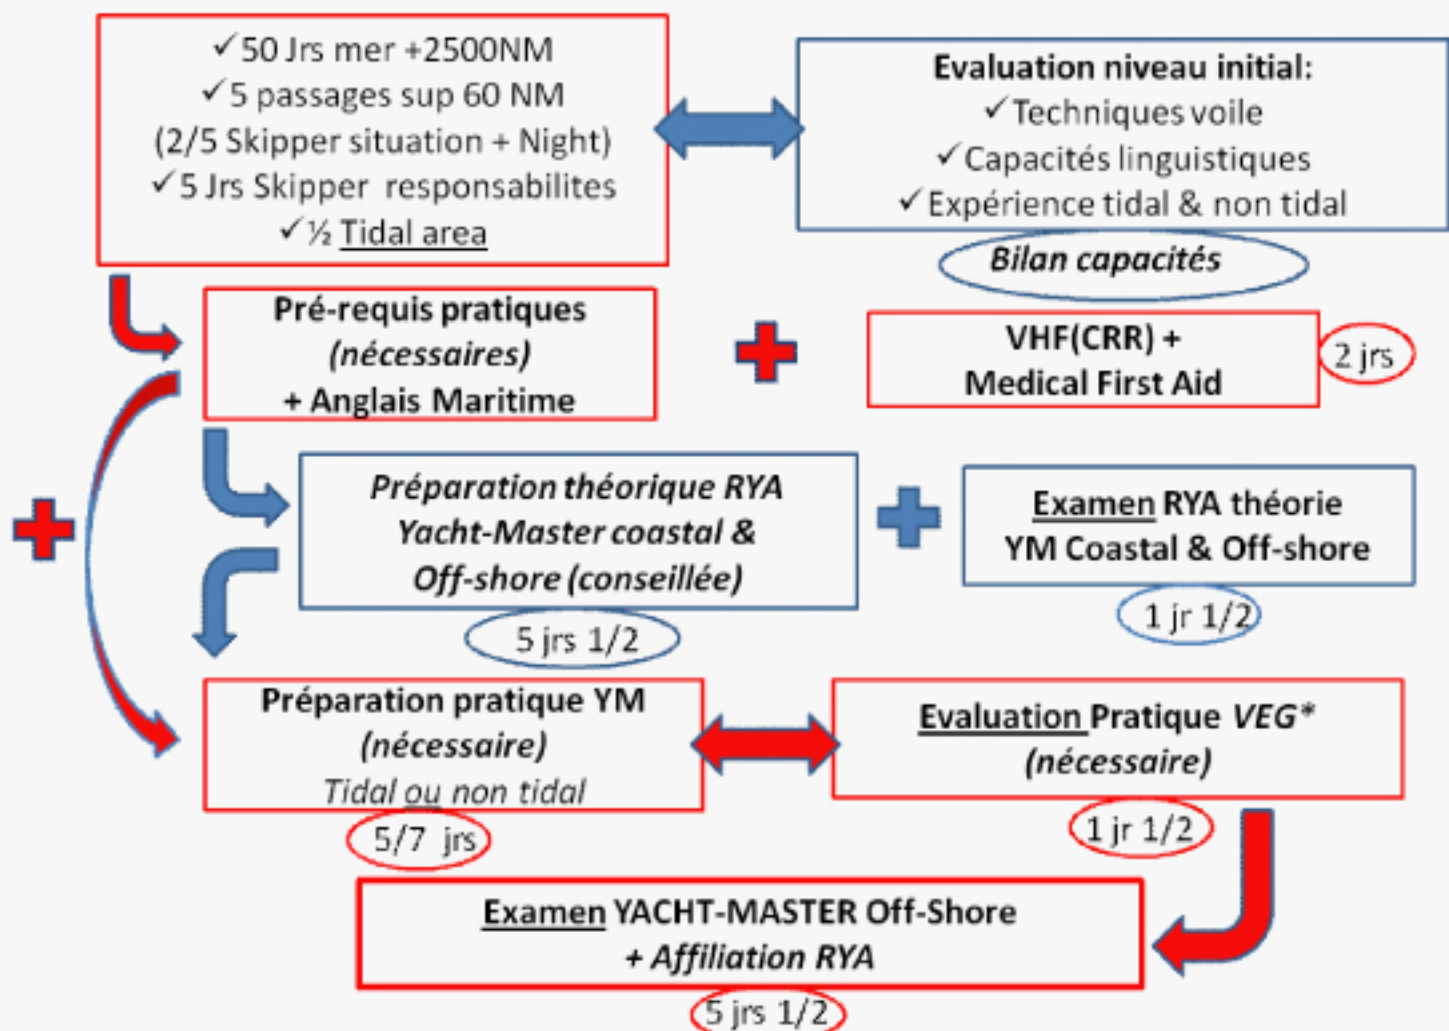 ✓50 Jrs mer +2500NM
✓5 passages sup 60 NM
(2/5 Skipper situation + Night)
✓5 Jrs Skipper responsabilites
✓½ Tidal area
Evaluation niveau initial:
✓Techniques voile
✓Capacités linguistiques
✓Expérience tidal & non tidal
Bilan capacités
Pré-requis pratiques
(nécessaires)
+ Anglais Maritime
VHF(CRR) +
Medical First Aid
2 jrs
Préparation théorique RYA
Yacht-Master coastal &
Off-shore (conseillée)
5 jrs 1/2
Examen RYA théorie
YM Coastal & Off-shore
1 jr 1/2
Préparation pratique YM
(nécessaire)
Tidal ou non tidal
5/7 jrs
Evaluation Pratique VEG*
(nécessaire)
1 jr 1/2
Examen YACHT-MASTER Off-Shore
+ Affiliation RYA
5 jrs 1/2